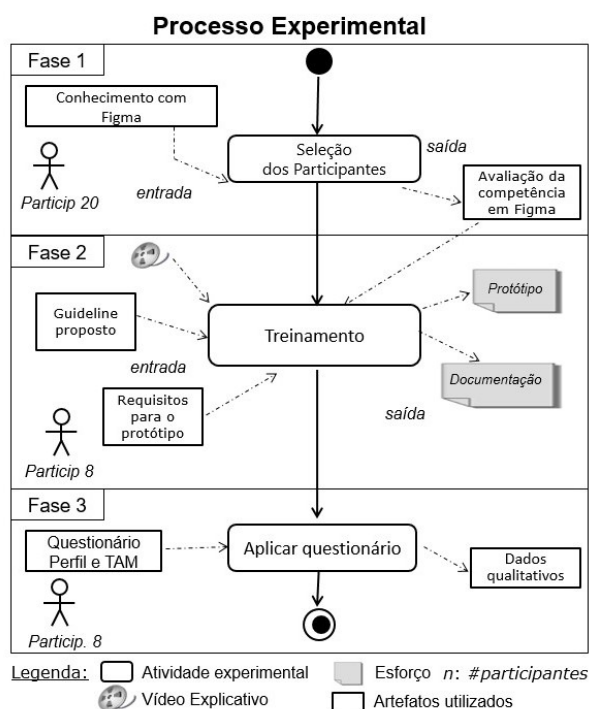 Processo Experimental
Fase 1
Conhecimento com
Figma
Seleção
dos Participantes
saída
Avaliação da
competência
em Figma
entrada
Particip 20
Fase 2
Guideline
proposto
Treinamento
Protótipo
entrada
Documentação
Requisitos
para o
protótipo
saída
Particip 8
Fase 3
Questionário
Perfil e TAM
Aplicar questionário
Dados
qualitativos
Particip. 8
Legenda: Atividade experimental Esforço n: #participantes
Vídeo Explicativo Artefatos utilizados